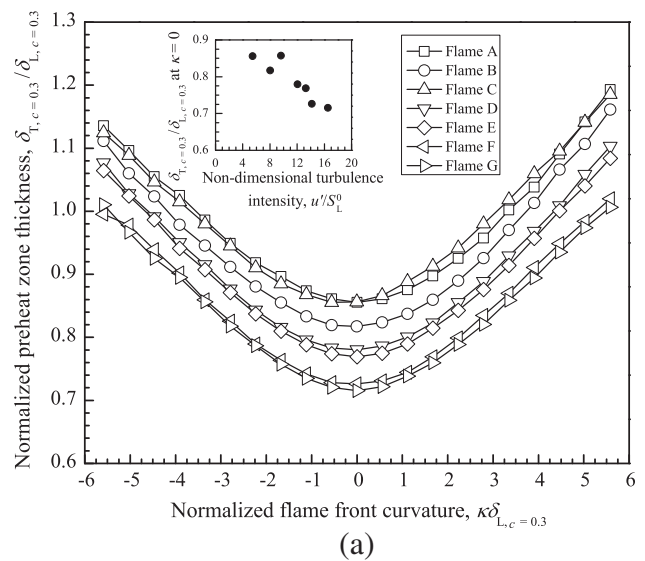 Normalized preheat zone thickness, δT, c = 0.3 /δL, c = 0.3
1.3
1.2
1.1
1.0
0.9
0.8
0.7
0.6
-6 -5 -4 -3 -2 -1 0 1 2 3 4 5 6
Normalized flame front curvature, κδL, c = 0.3
δT, c = 0.3/δL, c = 0.3 at κ = 0
0.9
0.8
0.7
0.6
0 4 8 12 16 20
Non-dimensional turbulence
intensity, u′/S⁰L
Flame A
Flame B
Flame C
Flame D
Flame E
Flame F
Flame G
(a)